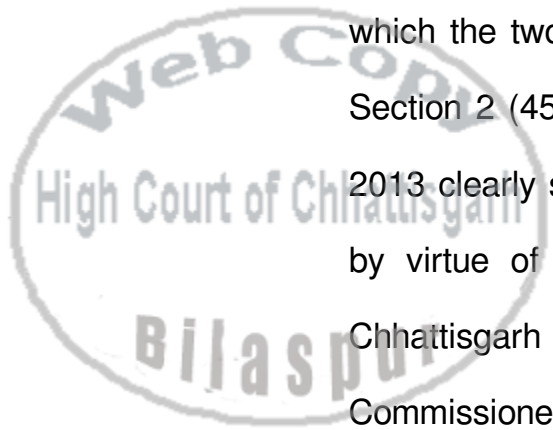 which the two
Section 2 (45
2013 clearly s
by virtue of
Chhattisgarh
Commissione
Web Copy
High Court of Chhattisgarh
Bilaspur